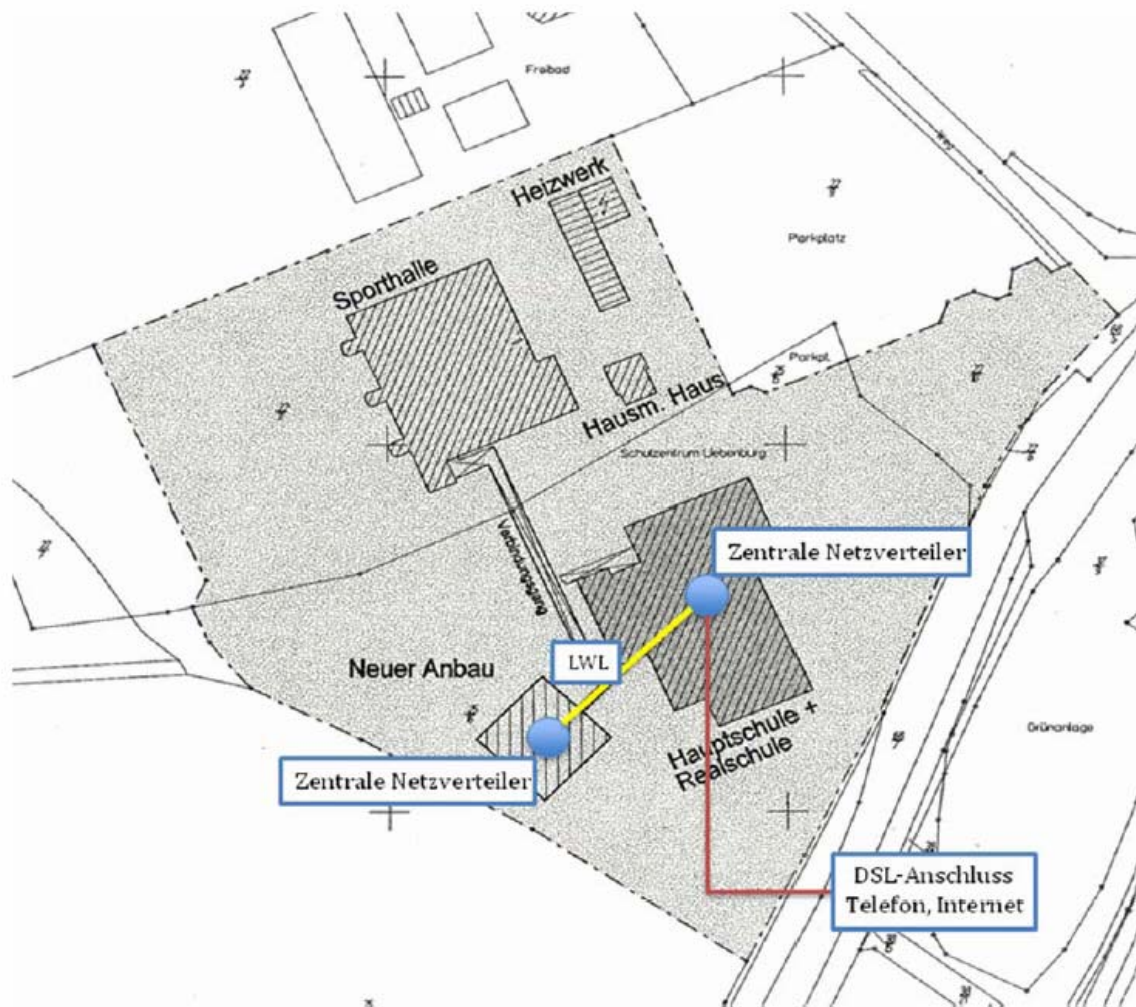 Freibad
Heizwerk
Parkplatz
Weg
Sporthalle
Parkpl.
Hausm. Haus
Schulzentrum Liebenburg
Zentrale Netzverteiler
Verbindungsgang
LWL
Neuer Anbau
Hauptschule +
Realschule
Grünanlage
Zentrale Netzverteiler
DSL-Anschluss
Telefon, Internet